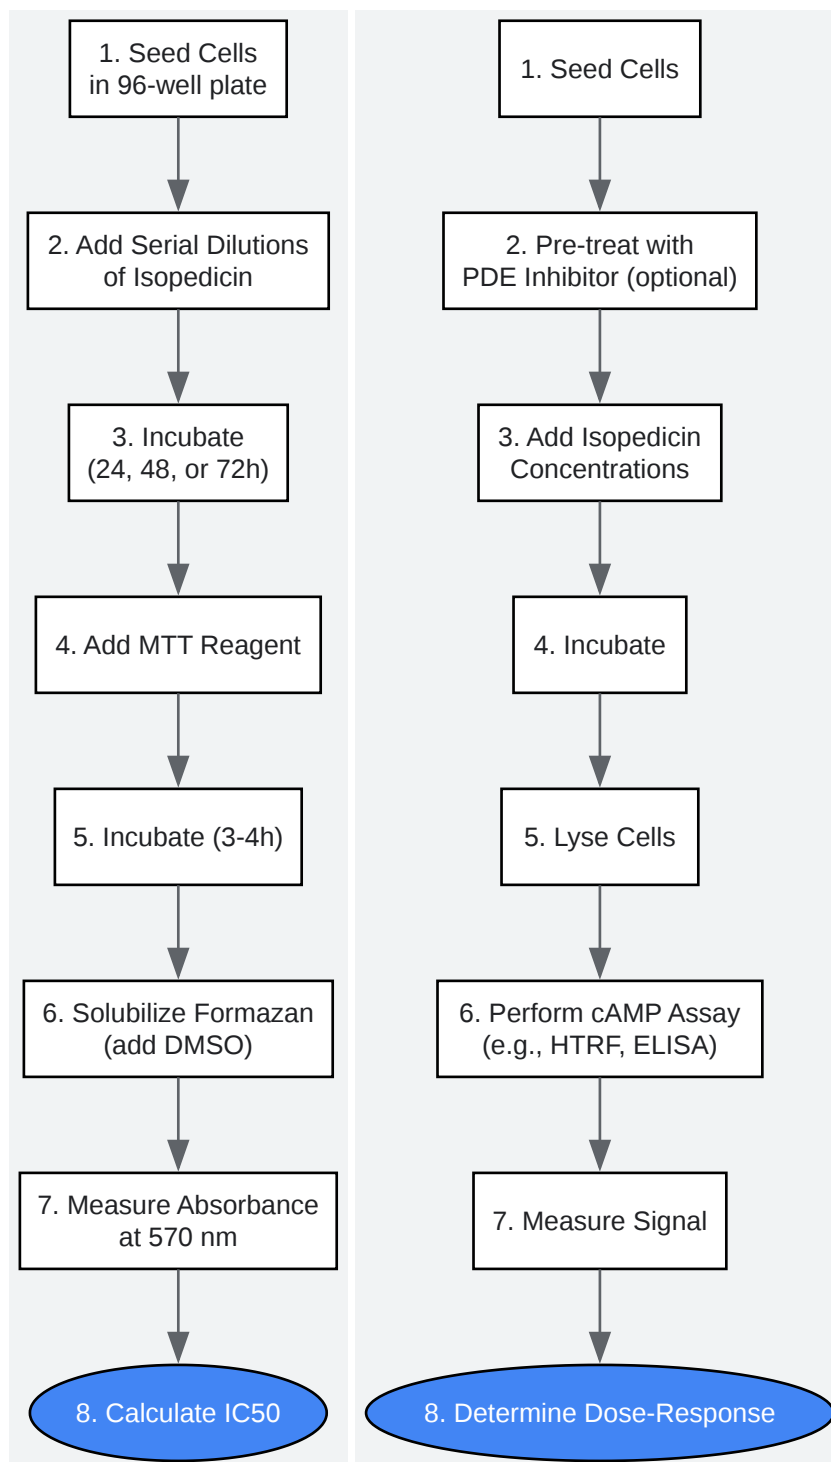 1. Seed Cells
in 96-well plate
2. Add Serial Dilutions
of Isopedicin
3. Incubate
(24, 48, or 72h)
4. Add MTT Reagent
5. Incubate (3-4h)
6. Solubilize Formazan
(add DMSO)
7. Measure Absorbance
at 570 nm
8. Calculate IC50
1. Seed Cells
2. Pre-treat with
PDE Inhibitor (optional)
3. Add Isopedicin
Concentrations
4. Incubate
5. Lyse Cells
6. Perform cAMP Assay
(e.g., HTRF, ELISA)
7. Measure Signal
8. Determine Dose-Response